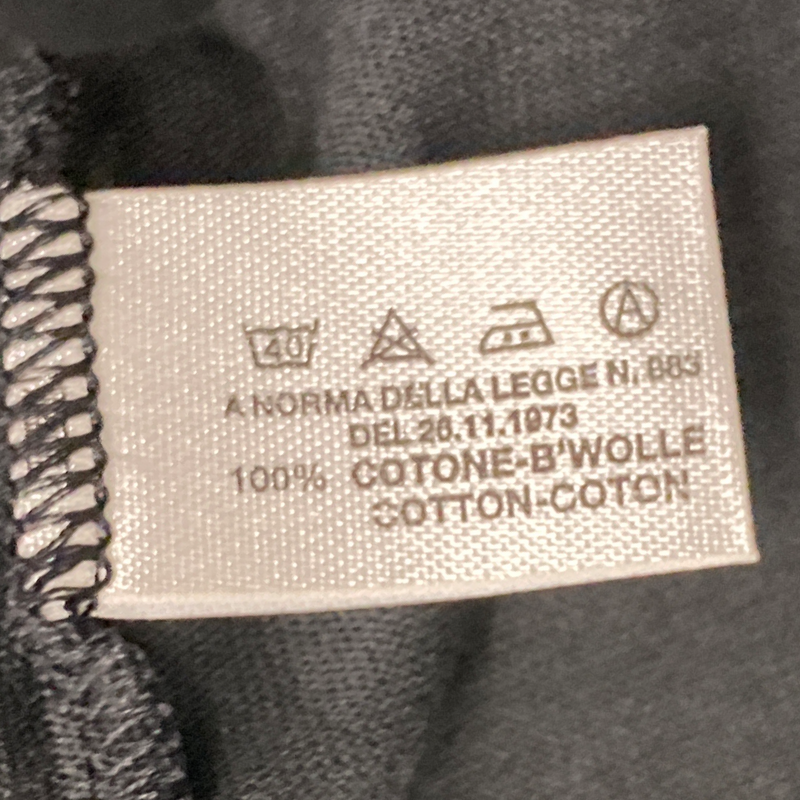 40 A
A NORMA DELLA LEGGE N. 883
DEL 26.11.1973
100% COTONE-B'WOLLE
COTTON-COTON